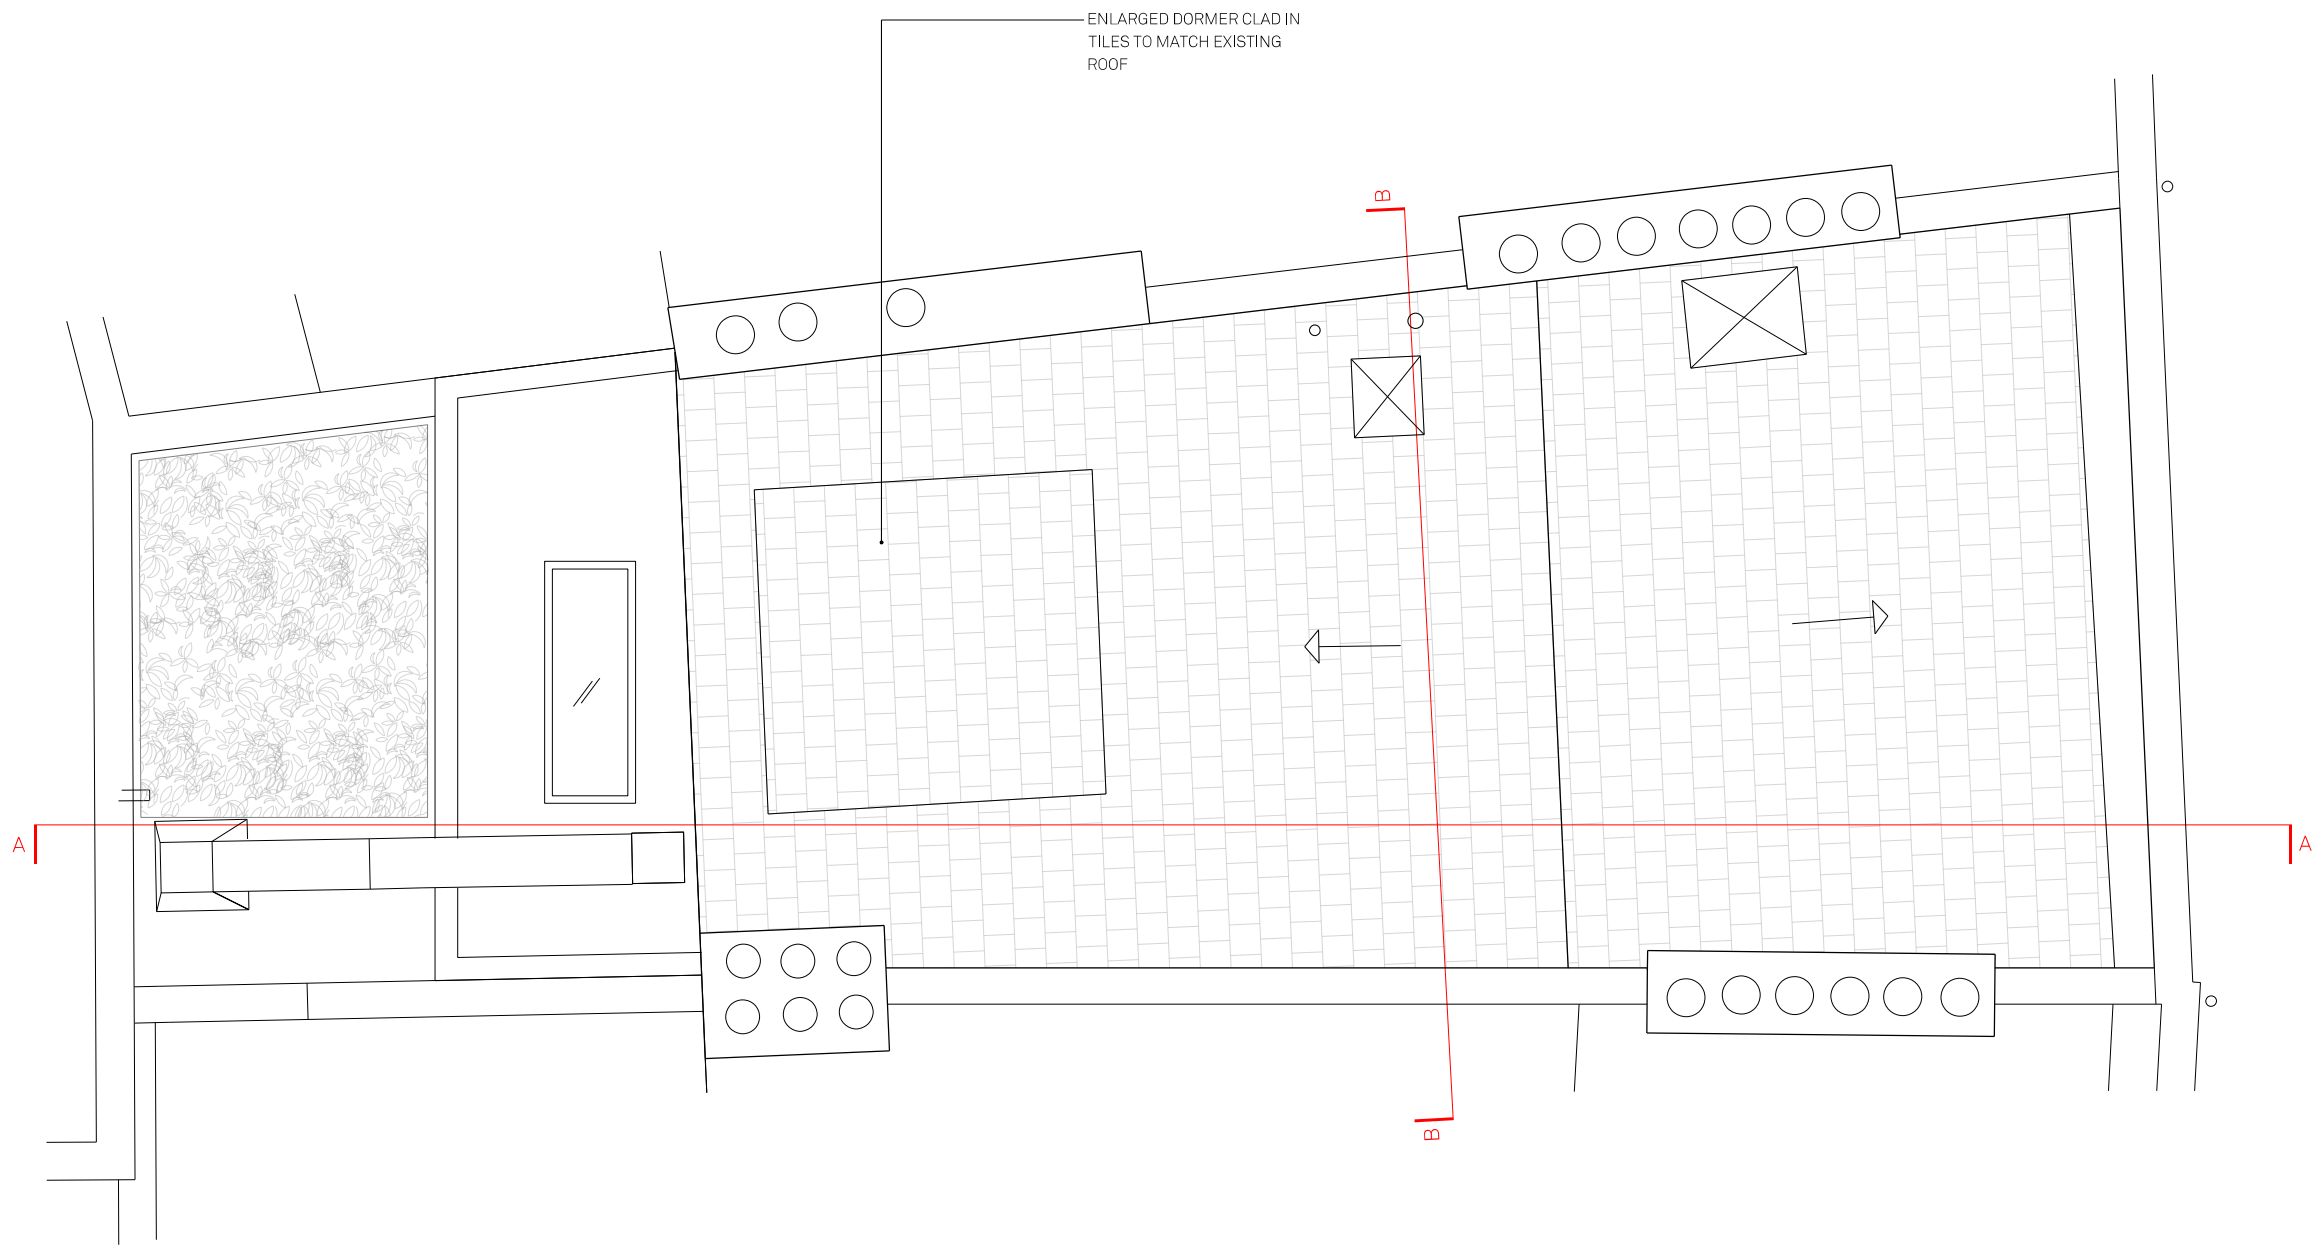 ENLARGED DORMER CLAD IN
TILES TO MATCH EXISTING
ROOF
B
A
A
B